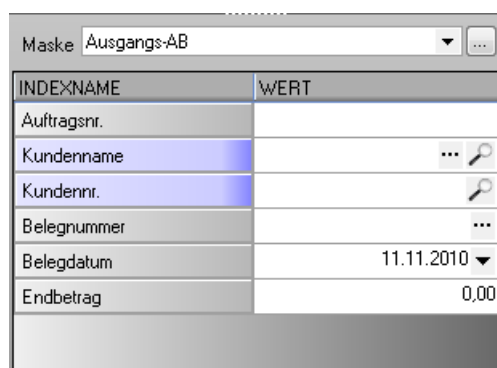 Maske Ausgangs-AB ...
INDEXNAME WERT
Auftragsnr.
Kundenname ...
Kundennr.
Belegnummer ...
Belegdatum 11.11.2010
Endbetrag 0,00